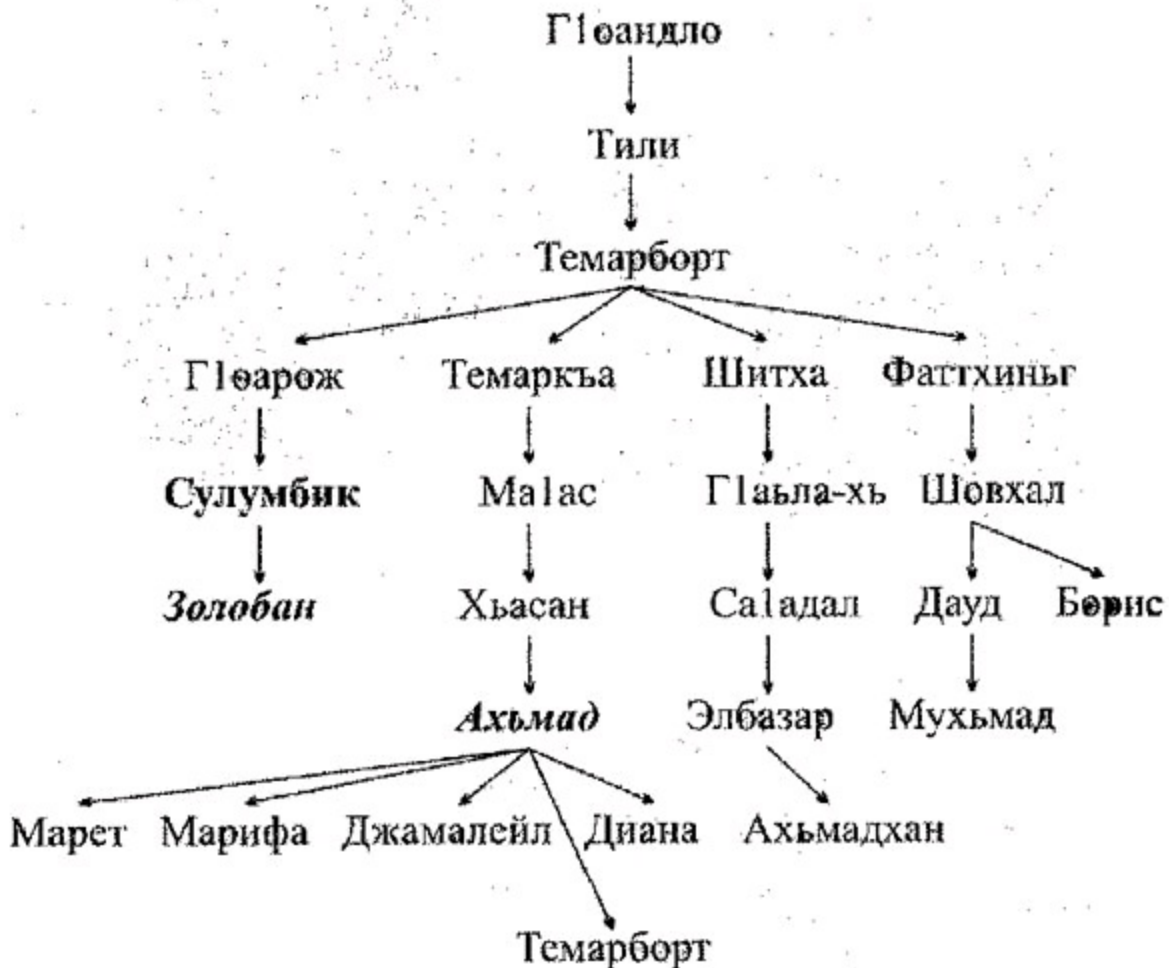 Г1оандло
Тили
Темарборт
Г1оарож Темаркъа Шитха Фаттхиньг
Сулумбик Ма1ас Г1аьла-хь Шовхал
Золобан Хьасан Са1адал Дауд Борис
Ахьмад Элбазар Мухьмад
Марет Марифа Джамалейл Диана Ахьмадхан
Темарборт